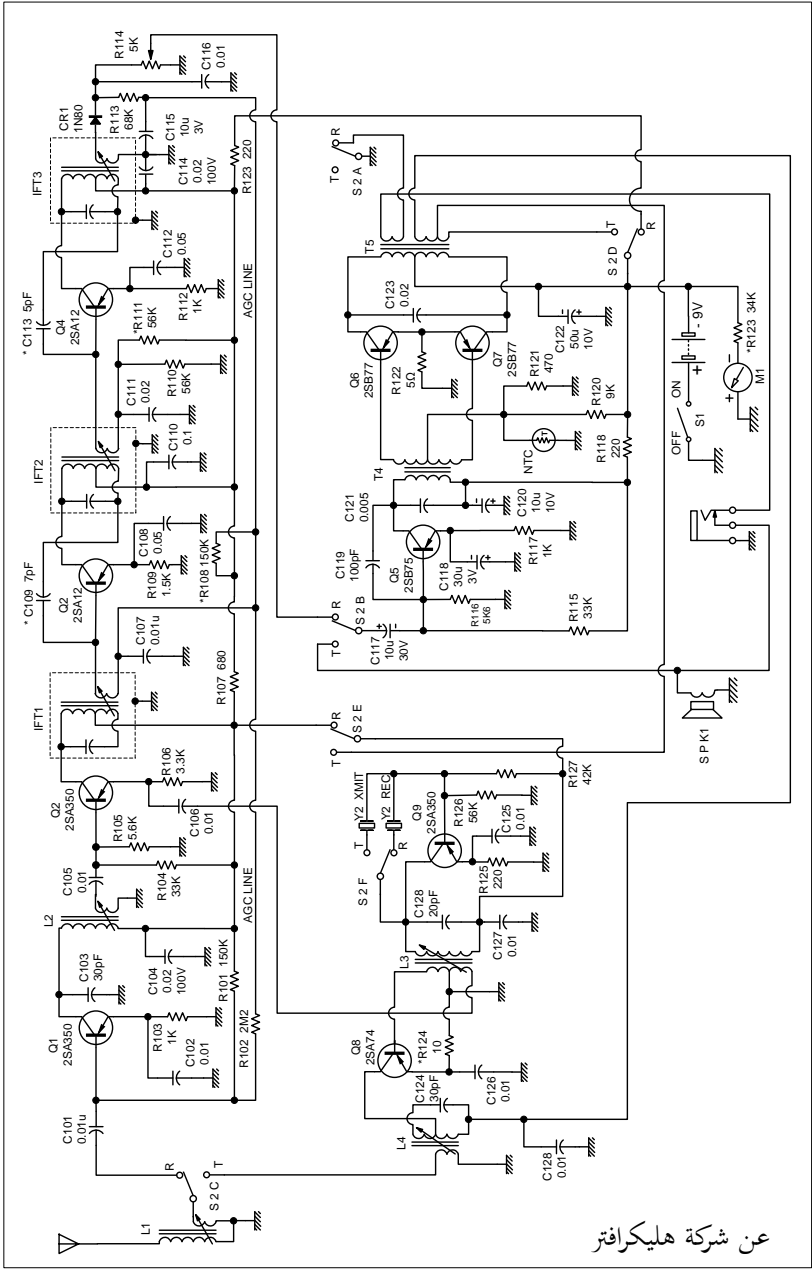 L1
S2C
R
T
C101
0.01u
Q1
2SA350
R103
1K
C102
0.01
C103
30pF
C104
0.02
100V
R101 150K
R102 2M2
L2
C105
0.01
R104
33K
R105
5.6K
AGC LINE
Q2
2SA350
R106
3.3K
C106
0.01
IFT1
R107 680
C107
0.01u
* C109 7pF
Q2
2SA12
C108
0.05
R109
1.5K
*R108 150K
IFT2
C110
0.1
C111
0.02
R110
56K
*R111
56K
AGC LINE
* C113 5pF
Q4
2SA12
C112
0.05
R112
1K
IFT3
CR1
1N80
R113
68K
C115
10u
3V
C114
0.02
100V
R123 220
R114
5K
C116
0.01
L4
C128
0.01
C124
30pF
Q8
2SA74
*R124
10
C126
0.01
L3
C128
20pF
C127
0.01
S2F
T
R
Y2 XMIT
Y2 REC
Q9
2SA350
R126
56K
R125
220
C125
0.01
R127
42K
T
R
S2E
T
R
S2B
C117
10u
30V
C119
100pF
Q5
2SB75
R116
5K6
C118
30u
3V
R117
1K
R115
33K
C121
0.005
C120
10u
10V
T4
NTC
T
R118
220
R120
9K
R121
470
Q6
2SB77
R122
5Ω
Q7
2SB77
C123
0.02
C122
50u
10V
T5
S2A
T
R
S2D
T
R
SPK1
OFF
ON
S1
+
- 9V
M1
+
-
*R123 34K
عن شركة هليكرافتر